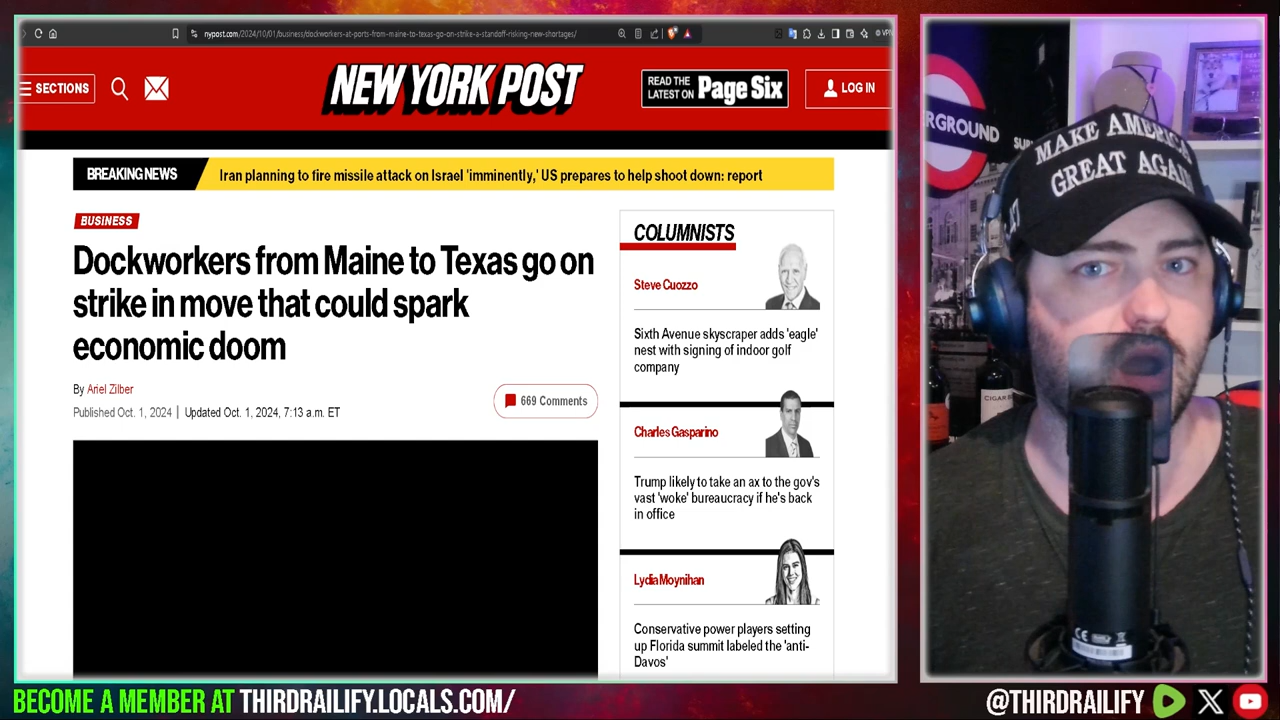 nypost.com/2024/10/01/business/dockworkers-at-ports-from-maine-to-texas-go-on-strike-a-standoff-risking-new-shortages/
VPN
SECTIONS
NEW YORK POST
READ THE
LATEST ON
Page Six
LOG IN
BREAKING NEWS
Iran planning to fire missile attack on Israel 'imminently,' US prepares to help shoot down: report
BUSINESS
Dockworkers from Maine to Texas go on
strike in move that could spark
economic doom
By Ariel Zilber
Published Oct. 1, 2024
Updated Oct. 1, 2024, 7:13 a.m. ET
669 Comments
COLUMNISTS
Steve Cuozzo
Sixth Avenue skyscraper adds 'eagle'
nest with signing of indoor golf
company
Charles Gasparino
Trump likely to take an ax to the gov's
vast 'woke' bureaucracy if he's back
in office
Lydia Moynihan
Conservative power players setting
up Florida summit labeled the 'anti-
Davos'
RGROUND
MAKE AMERICA
GREAT AGAIN
CIGAR
CE
BECOME A MEMBER AT THIRDRAILIFY.LOCALS.COM/
@THIRDRAILIFY